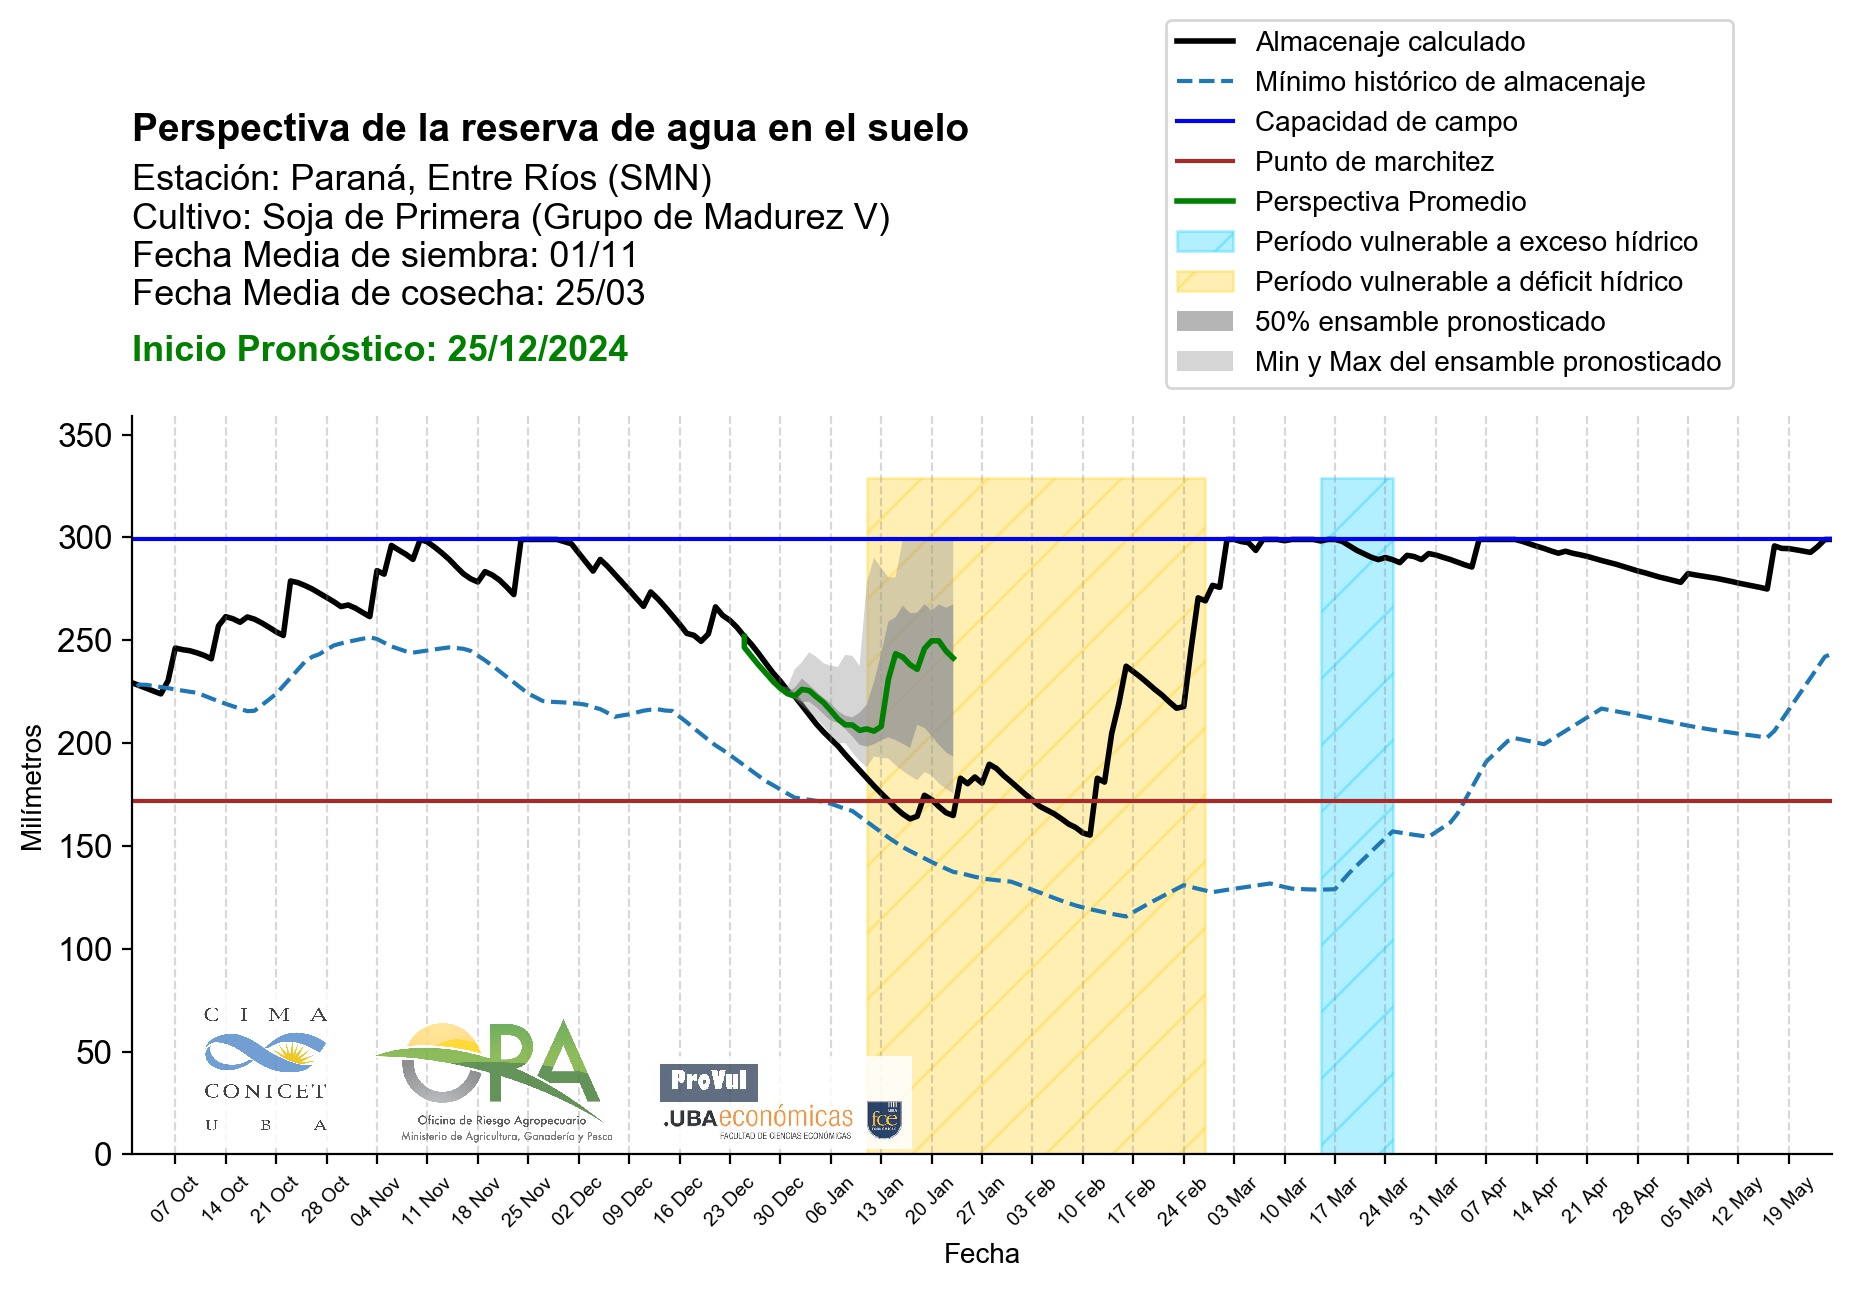 Almacenaje calculado
Mínimo histórico de almacenaje
Capacidad de campo
Punto de marchitez
Perspectiva Promedio
Período vulnerable a exceso hídrico
Período vulnerable a déficit hídrico
50% ensamble pronosticado
Min y Max del ensamble pronosticado
Perspectiva de la reserva de agua en el suelo
Estación: Paraná, Entre Ríos (SMN)
Cultivo: Soja de Primera (Grupo de Madurez V)
Fecha Media de siembra: 01/11
Fecha Media de cosecha: 25/03
Inicio Pronóstico: 25/12/2024
350
300
250
200
150
100
50
0
Milímetros
CIMA
CONICET
UBA
ORA
Oficina de Riesgo Agropecuario
Ministerio de Agricultura, Ganadería y Pesca
ProVul
.UBAeconómicas
FACULTAD DE CIENCIAS ECONÓMICAS
UBA
fce
07 Oct
14 Oct
21 Oct
28 Oct
04 Nov
11 Nov
18 Nov
25 Nov
02 Dec
09 Dec
16 Dec
23 Dec
30 Dec
06 Jan
13 Jan
20 Jan
27 Jan
03 Feb
10 Feb
17 Feb
24 Feb
03 Mar
10 Mar
17 Mar
24 Mar
31 Mar
07 Apr
14 Apr
21 Apr
28 Apr
05 May
12 May
19 May
Fecha